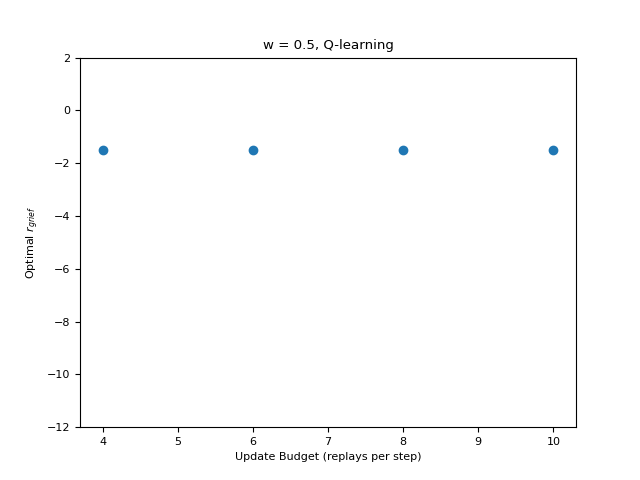 w = 0.5, Q-learning
2
0
−2
−4
−6
−8
−10
−12
Optimal r_grief
4 5 6 7 8 9 10
Update Budget (replays per step)